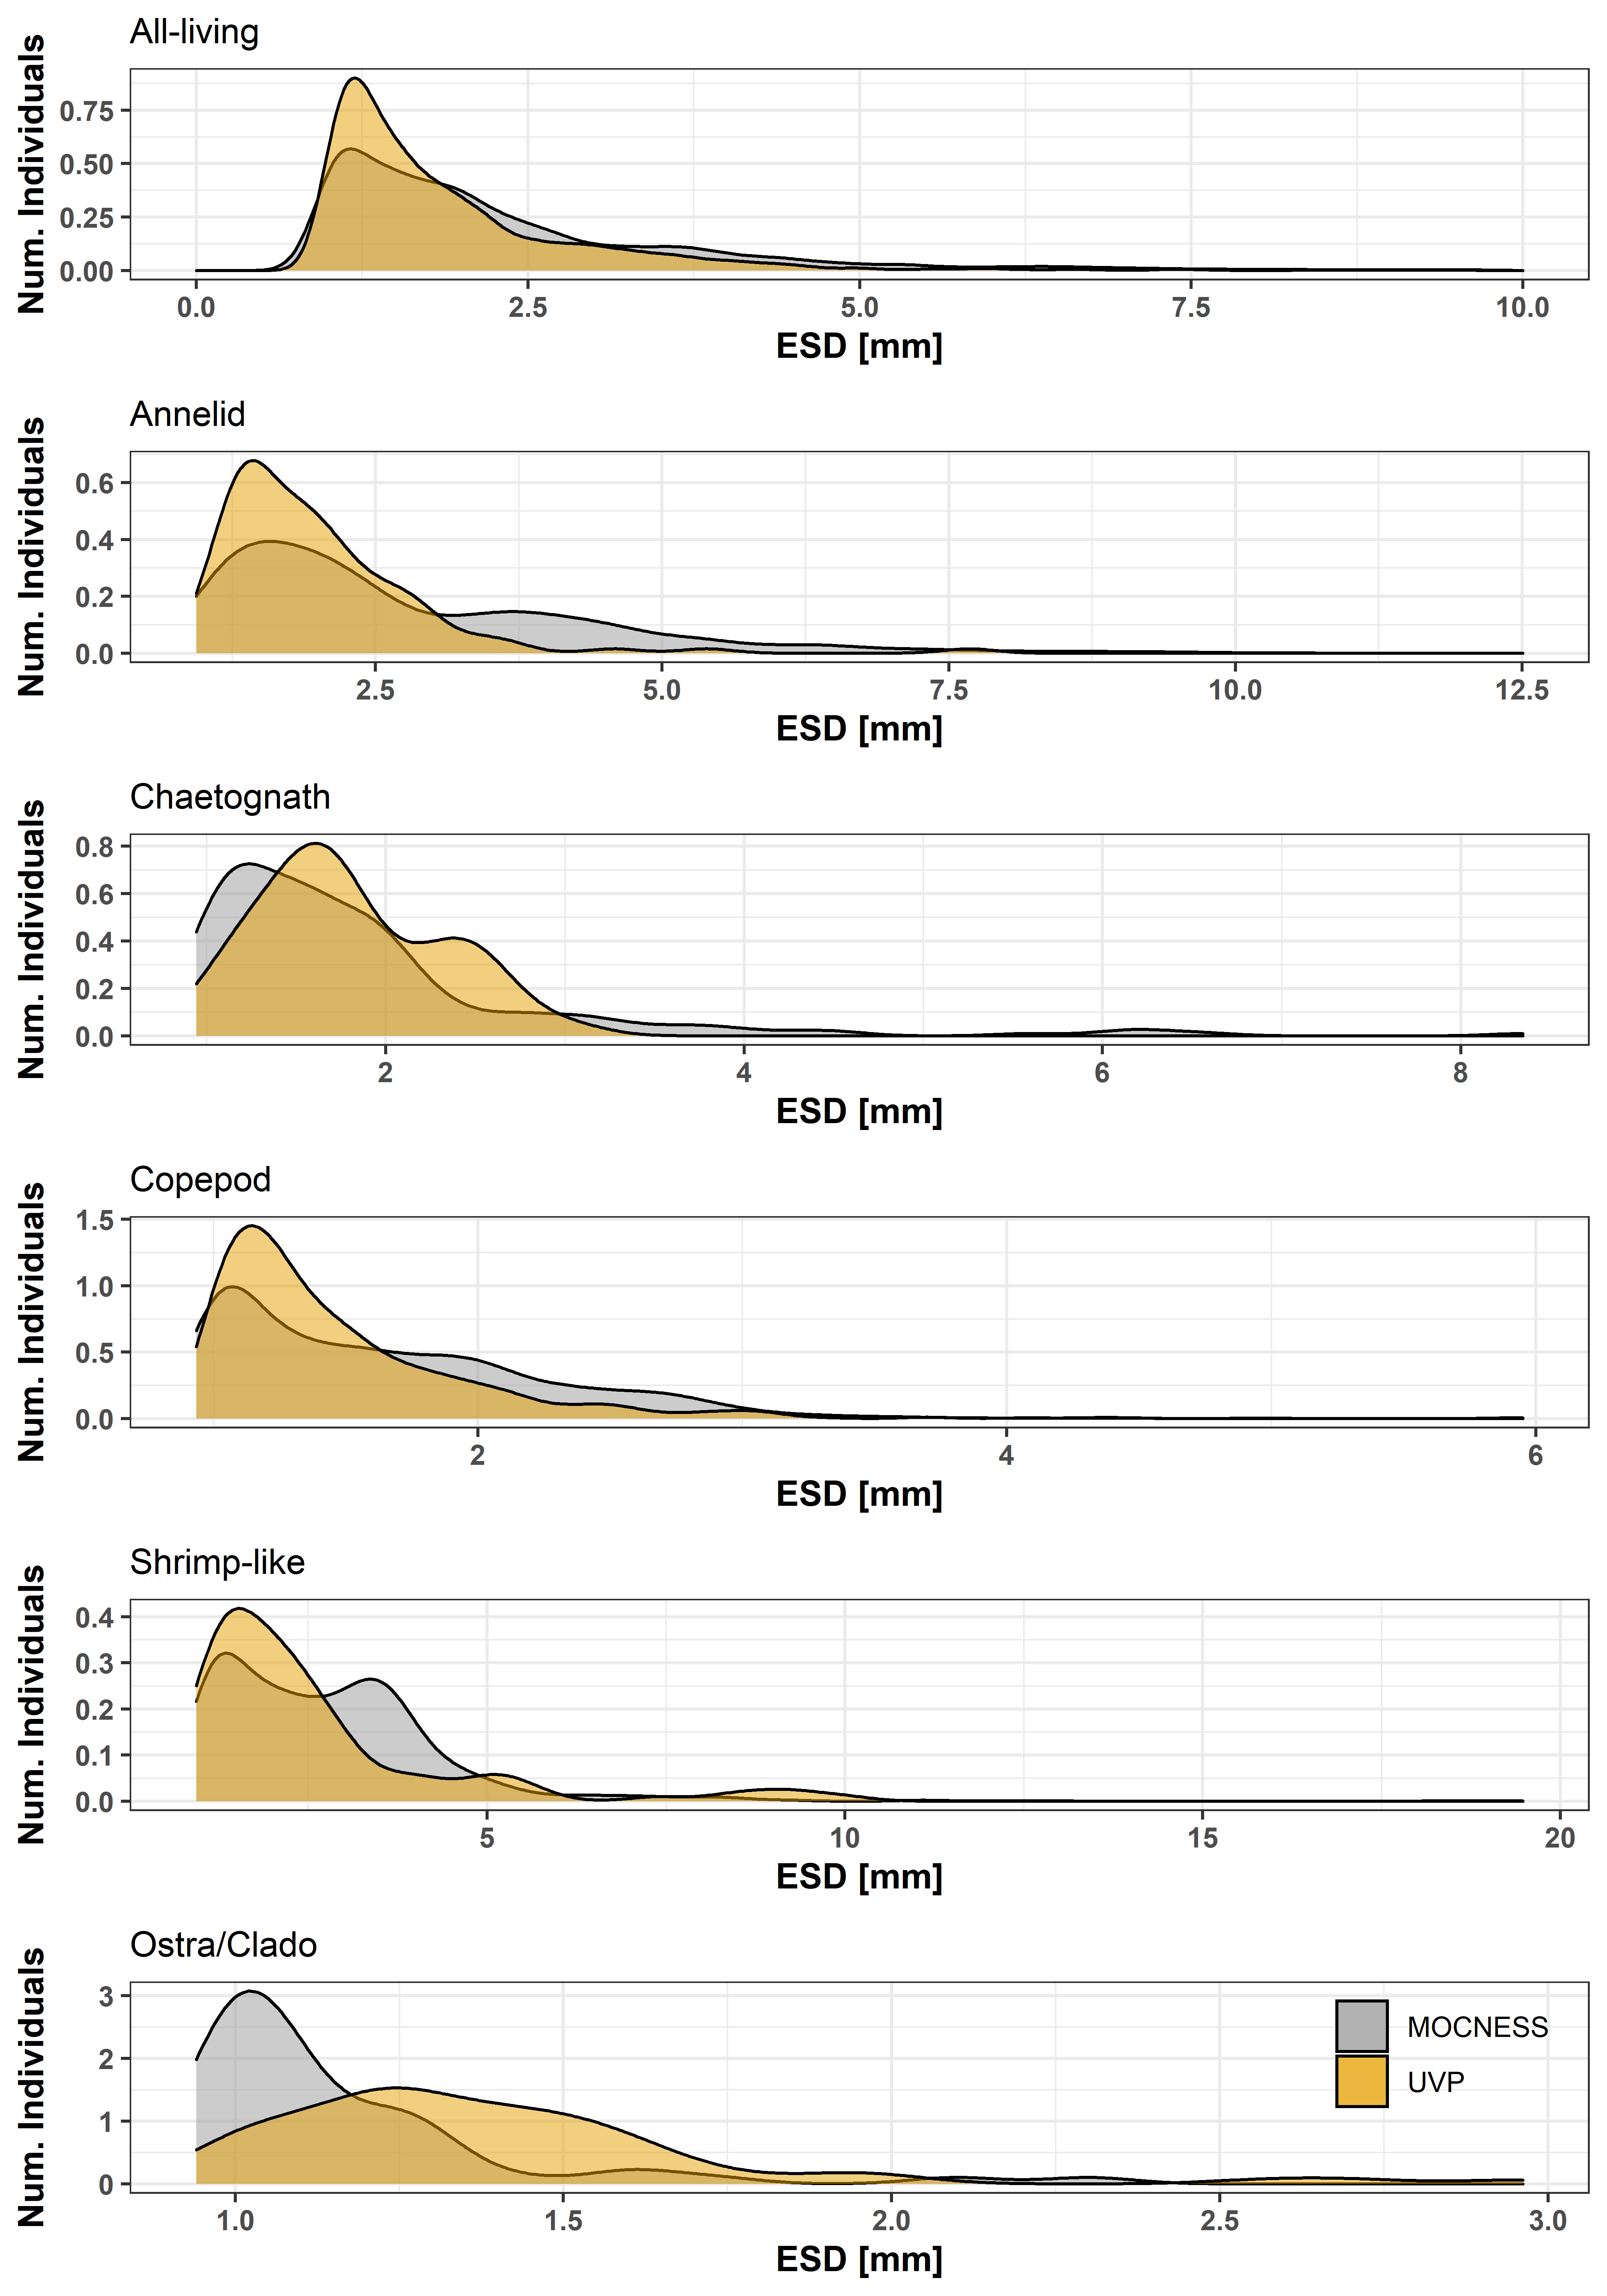 All-living
Num. Individuals
0.75
0.50
0.25
0.00
0.0 2.5 5.0 7.5 10.0
ESD [mm]
Annelid
Num. Individuals
0.6
0.4
0.2
0.0
2.5 5.0 7.5 10.0 12.5
ESD [mm]
Chaetognath
Num. Individuals
0.8
0.6
0.4
0.2
0.0
2 4 6 8
ESD [mm]
Copepod
Num. Individuals
1.5
1.0
0.5
0.0
2 4 6
ESD [mm]
Shrimp-like
Num. Individuals
0.4
0.3
0.2
0.1
0.0
5 10 15 20
ESD [mm]
Ostra/Clado
Num. Individuals
3
2
1
0
MOCNESS
UVP
1.0 1.5 2.0 2.5 3.0
ESD [mm]